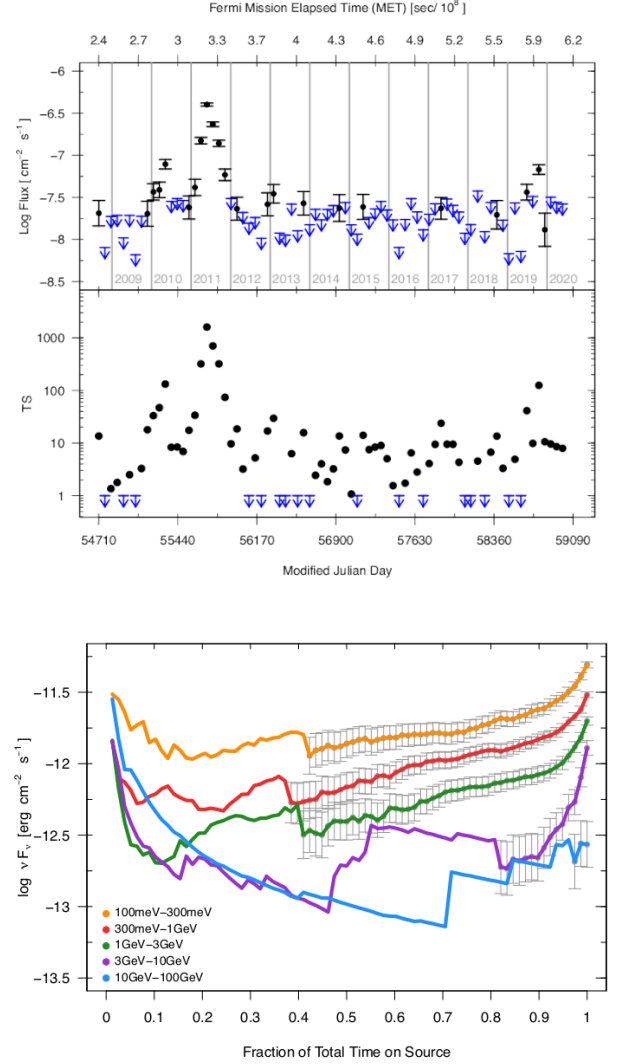 Fermi Mission Elapsed Time (MET) [sec/ 10⁸ ]
2.4 2.7 3 3.3 3.7 4 4.3 4.6 4.9 5.2 5.5 5.9 6.2
−6
−6.5
−7
−7.5
−8
−8.5
Log Flux [ cm⁻² s⁻¹ ]
2009 2010 2011 2012 2013 2014 2015 2016 2017 2018 2019 2020
1000
100
10
1
TS
54710 55440 56170 56900 57630 58360 59090
Modified Julian Day
−11.5
−12
−12.5
−13
−13.5
log ν Fν [erg cm⁻² s⁻¹ ]
100meV−300meV
300meV−1GeV
1GeV−3GeV
3GeV−10GeV
10GeV−100GeV
0 0.1 0.2 0.3 0.4 0.5 0.6 0.7 0.8 0.9 1
Fraction of Total Time on Source